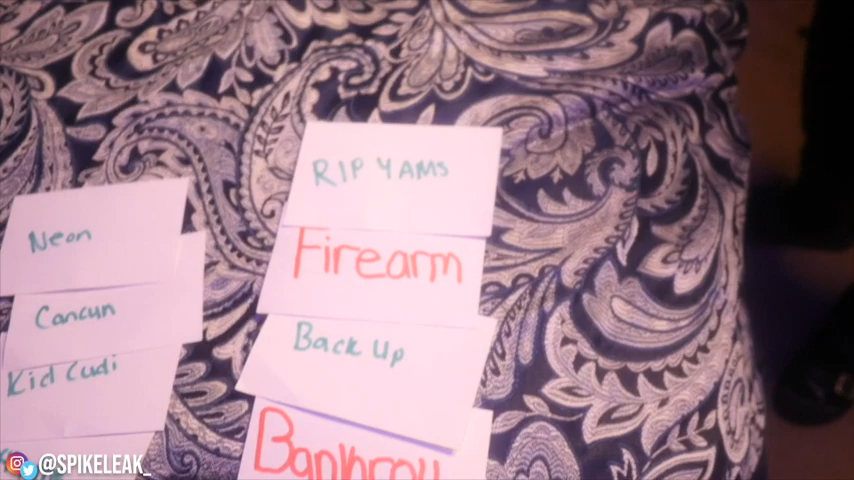 Neon
Cancun
Kid Cudi
RIP YAMS
Firearm
Back Up
@SPIKELEAK_